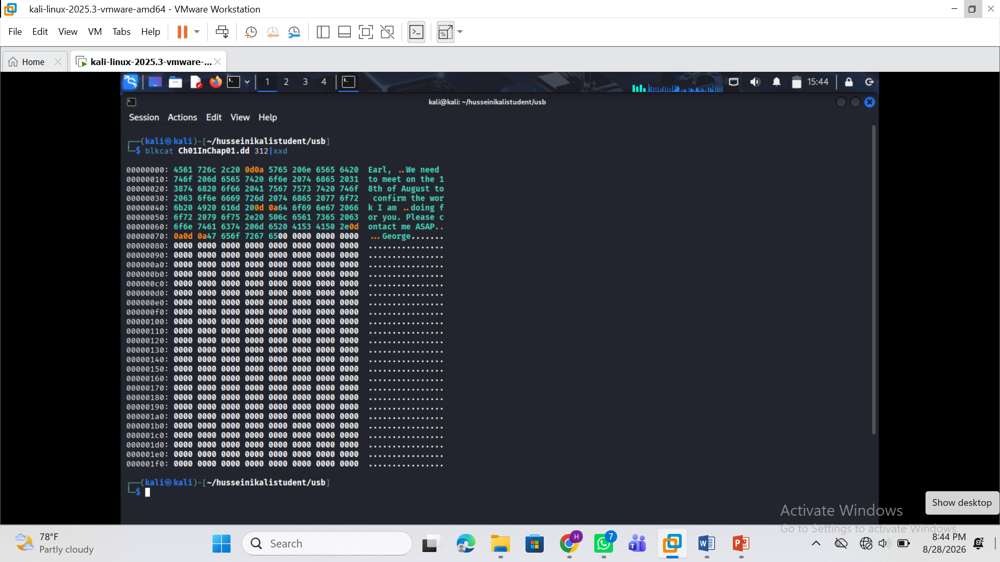 kali-linux-2025.3-vmware-amd64 - VMware Workstation
File Edit View VM Tabs Help
Home kali-linux-2025.3-vmware-...
1 2 3 4 15:44
kali@kali: ~/husseinikalistudent/usb
Session Actions Edit View Help
┌──(kali㉿kali)-[~/husseinikalistudent/usb]
└─$ blkcat Ch01InChap01.dd 312|xxd
00000000: 4561 726c 2c20 0d0a 5765 206e 6565 6420 Earl, ..We need
00000010: 746f 206d 6565 7420 6f6e 2074 6865 2031 to meet on the 1
00000020: 3874 6820 6f66 2041 7567 7573 7420 746f 8th of August to
00000030: 2063 6f6e 6669 726d 2074 6865 2077 6f72  confirm the wor
00000040: 6b20 4920 616d 200d 0a64 6f69 6e67 2066 k I am ..doing f
00000050: 6f72 2079 6f75 2e20 506c 6561 7365 2063 or you. Please c
00000060: 6f6e 7461 6374 206d 6520 4153 4150 2e0d ontact me ASAP..
00000070: 0a0d 0a47 656f 7267 6500 0000 0000 0000 ...George.......
00000080: 0000 0000 0000 0000 0000 0000 0000 0000 ................
00000090: 0000 0000 0000 0000 0000 0000 0000 0000 ................
000000a0: 0000 0000 0000 0000 0000 0000 0000 0000 ................
000000b0: 0000 0000 0000 0000 0000 0000 0000 0000 ................
000000c0: 0000 0000 0000 0000 0000 0000 0000 0000 ................
000000d0: 0000 0000 0000 0000 0000 0000 0000 0000 ................
000000e0: 0000 0000 0000 0000 0000 0000 0000 0000 ................
000000f0: 0000 0000 0000 0000 0000 0000 0000 0000 ................
00000100: 0000 0000 0000 0000 0000 0000 0000 0000 ................
00000110: 0000 0000 0000 0000 0000 0000 0000 0000 ................
00000120: 0000 0000 0000 0000 0000 0000 0000 0000 ................
00000130: 0000 0000 0000 0000 0000 0000 0000 0000 ................
00000140: 0000 0000 0000 0000 0000 0000 0000 0000 ................
00000150: 0000 0000 0000 0000 0000 0000 0000 0000 ................
00000160: 0000 0000 0000 0000 0000 0000 0000 0000 ................
00000170: 0000 0000 0000 0000 0000 0000 0000 0000 ................
00000180: 0000 0000 0000 0000 0000 0000 0000 0000 ................
00000190: 0000 0000 0000 0000 0000 0000 0000 0000 ................
000001a0: 0000 0000 0000 0000 0000 0000 0000 0000 ................
000001b0: 0000 0000 0000 0000 0000 0000 0000 0000 ................
000001c0: 0000 0000 0000 0000 0000 0000 0000 0000 ................
000001d0: 0000 0000 0000 0000 0000 0000 0000 0000 ................
000001e0: 0000 0000 0000 0000 0000 0000 0000 0000 ................
000001f0: 0000 0000 0000 0000 0000 0000 0000 0000 ................
┌──(kali㉿kali)-[~/husseinikalistudent/usb]
└─$
Show desktop
Activate Windows
Go to Settings to activate Windows.
78°F
Partly cloudy
Search
H
7
8:44 PM
8/28/2026